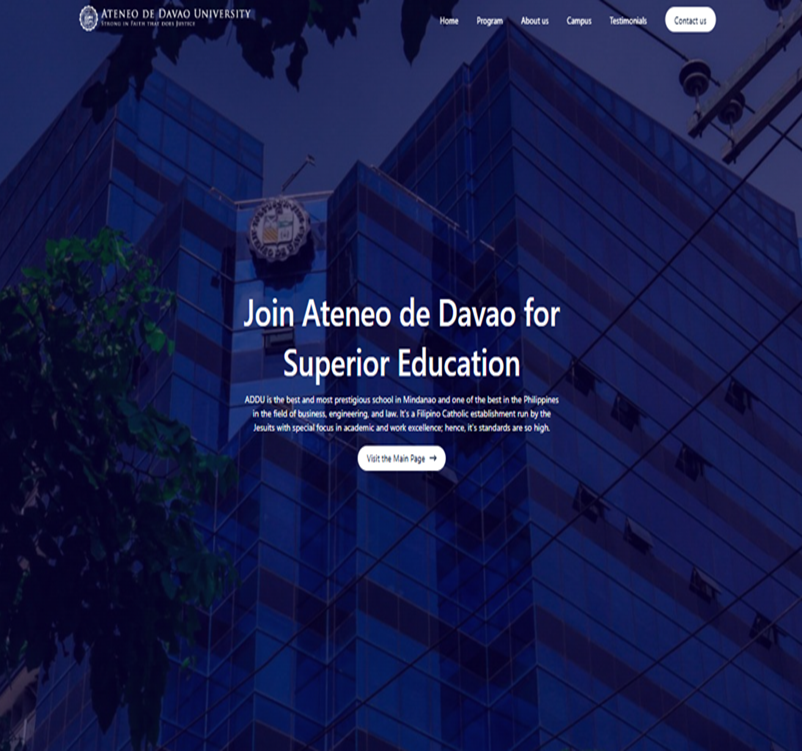 ATENEO DE DAVAO UNIVERSITY
STRONG IN FAITH THAT DOES JUSTICE
Home Program About us Campus Testimonials Contact us
Join Ateneo de Davao for
Superior Education
ADDU is the best and most prestigious school in Mindanao and one of the best in the Philippines
in the field of business, engineering, and law. It's a Filipino Catholic establishment run by the
Jesuits with special focus in academic and work excellence; hence, it's standards are so high.
Visit the Main Page →